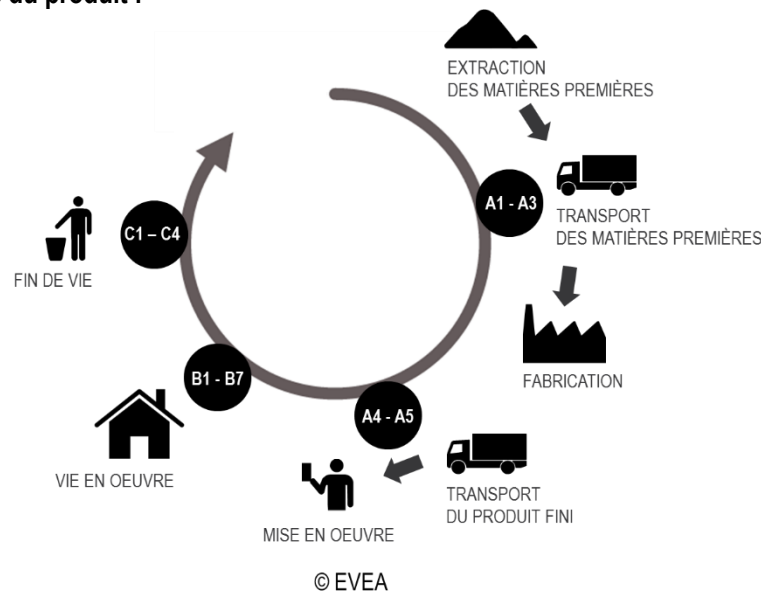 du produit :
EXTRACTION
DES MATIÈRES PREMIÈRES
A1 - A3
TRANSPORT
DES MATIÈRES PREMIÈRES
FABRICATION
A4 - A5
TRANSPORT
DU PRODUIT FINI
MISE EN OEUVRE
B1 - B7
VIE EN OEUVRE
C1 – C4
FIN DE VIE
© EVEA